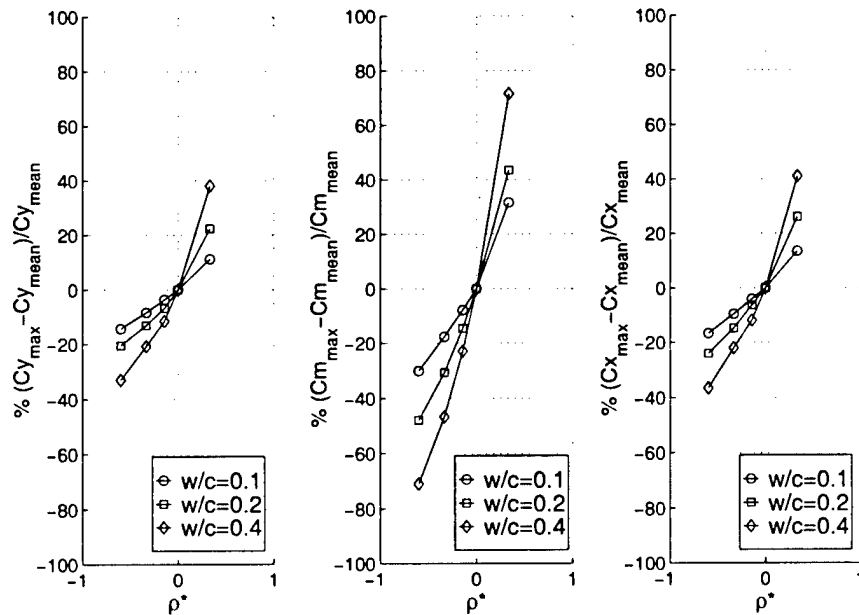 % (Cy_max−Cy_mean)/Cy_mean
100
80
60
40
20
0
−20
−40
−60
−80
−100
w/c=0.1
w/c=0.2
w/c=0.4
−1
0
1
ρ*
% (Cm_max−Cm_mean)/Cm_mean
100
80
60
40
20
0
−20
−40
−60
−80
−100
w/c=0.1
w/c=0.2
w/c=0.4
−1
0
1
ρ*
% (Cx_max−Cx_mean)/Cx_mean
100
80
60
40
20
0
−20
−40
−60
−80
−100
w/c=0.1
w/c=0.2
w/c=0.4
−1
0
1
ρ*